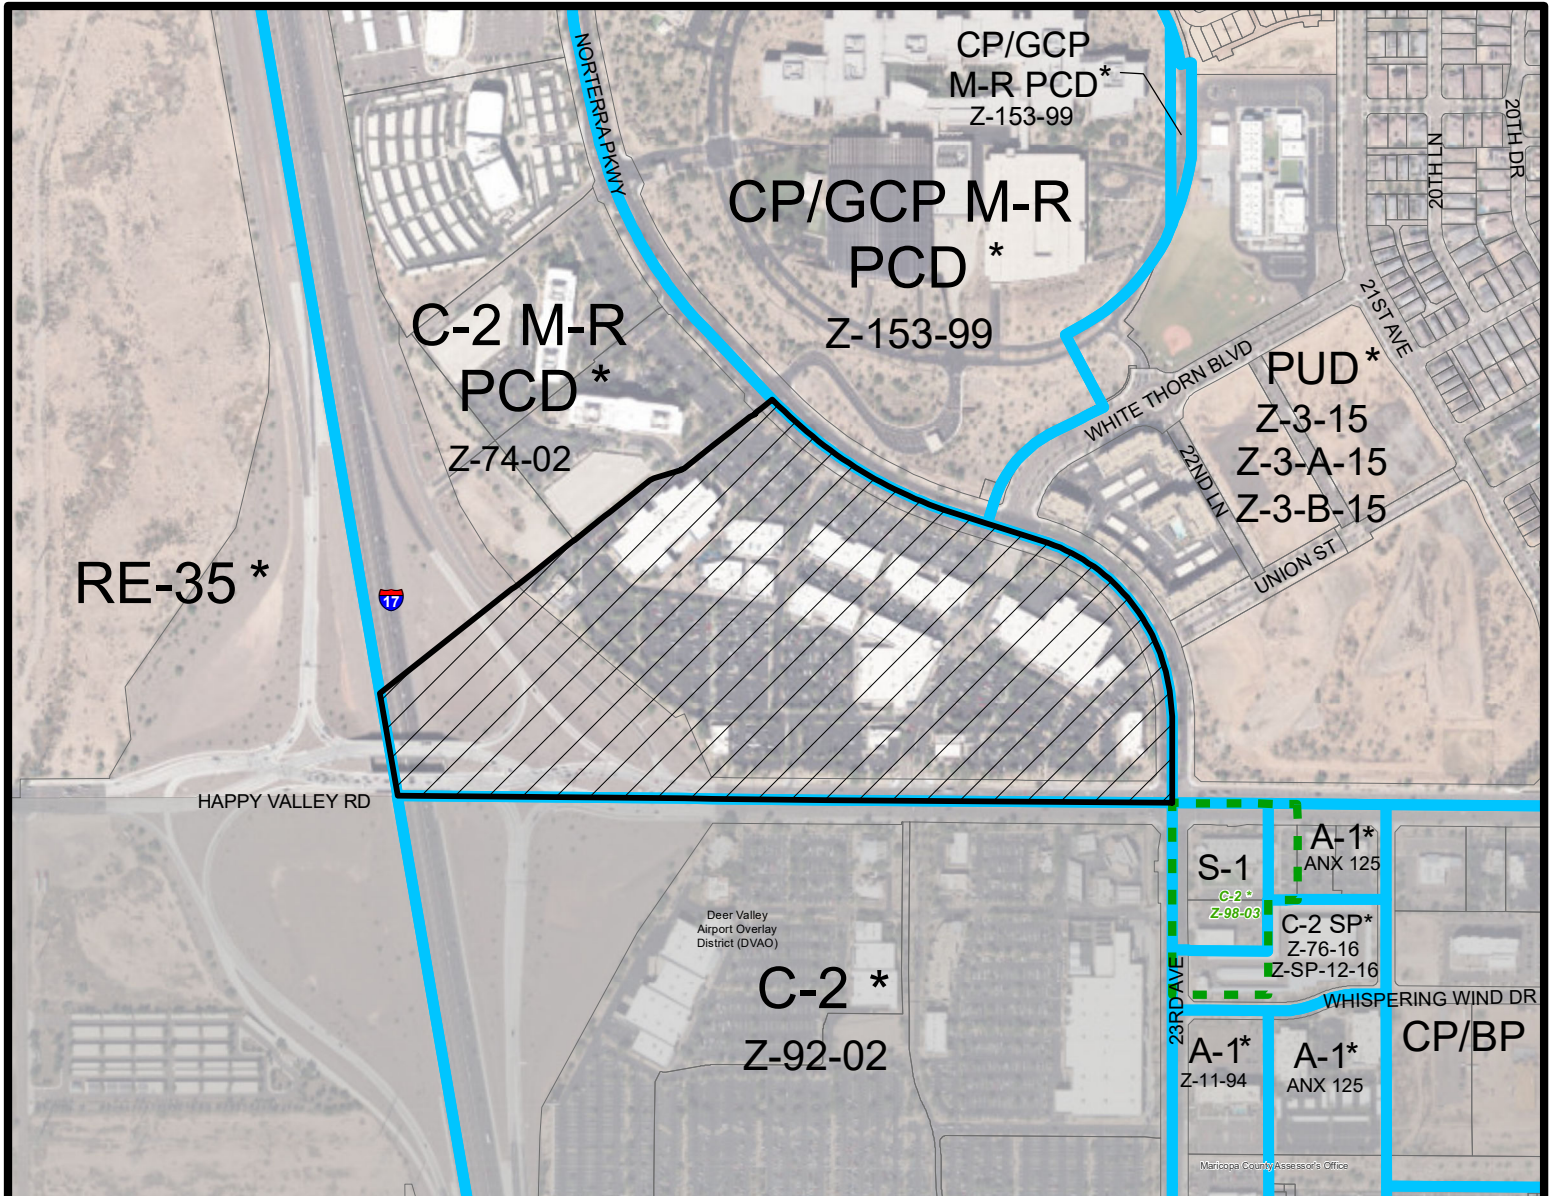 NORTERRA PKWY
CP/GCP
M-R PCD*
Z-153-99
20TH LN
20TH DR
CP/GCP M-R
PCD *
Z-153-99
C-2 M-R
PCD *
Z-74-02
21ST AVE
WHITE THORN BLVD
PUD *
Z-3-15
Z-3-A-15
Z-3-B-15
22ND LN
UNION ST
RE-35 *
17
HAPPY VALLEY RD
S-1
C-2 *
Z-98-03
A-1*
ANX 125
C-2 SP*
Z-76-16
Z-SP-12-16
Deer Valley
Airport Overlay
District (DVAO)
C-2 *
Z-92-02
23RD AVE
WHISPERING WIND DR
CP/BP
A-1*
Z-11-94
A-1*
ANX 125
Maricopa County Assessor's Office